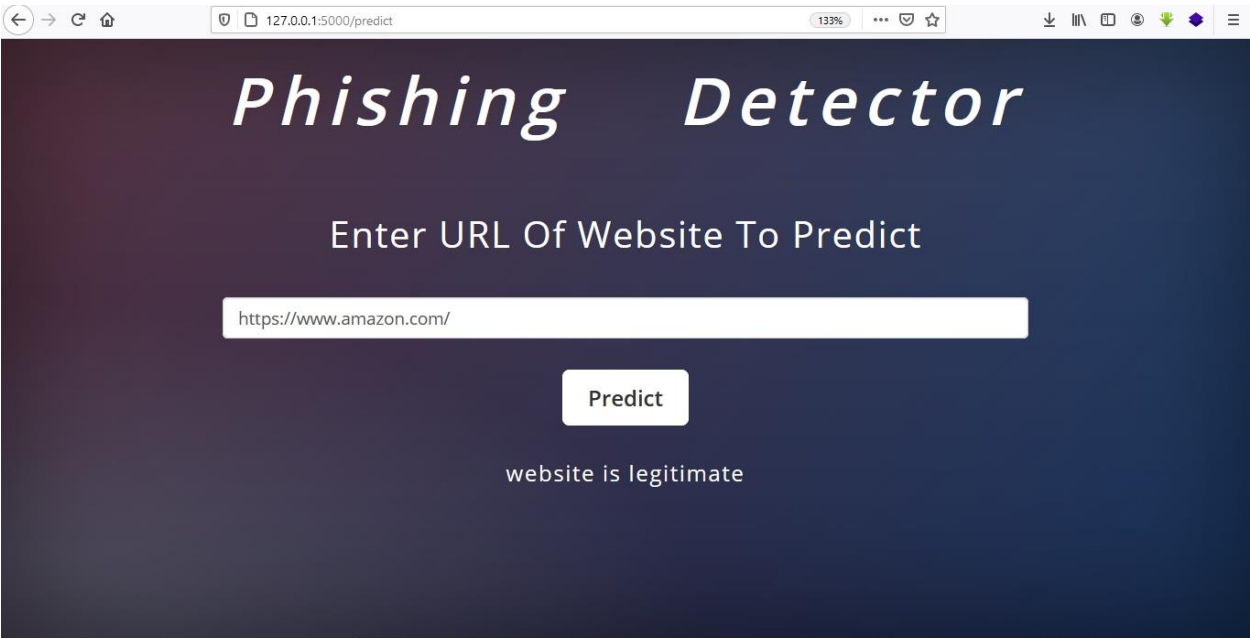 127.0.0.1:5000/predict
133%
Phishing Detector
Enter URL Of Website To Predict
https://www.amazon.com/
Predict
website is legitimate